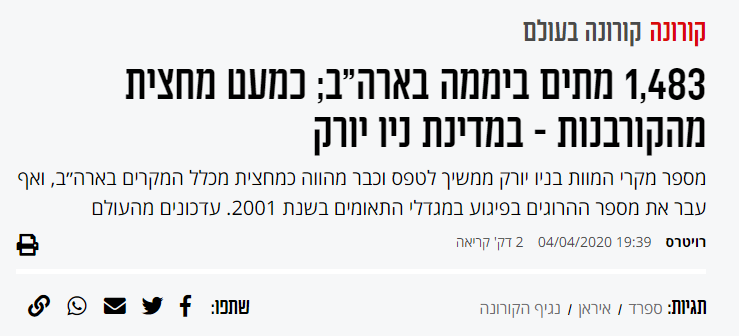 קורונה קורונה בעולם
1,483 מתים ביממה בארה"ב; כמעט מחצית
מהקורבנות - במדינת ניו יורק
מספר מקרי המוות בניו יורק ממשיך לטפס וכבר מהווה כמחצית מכלל המקרים בארה"ב, ואף
עבר את מספר ההרוגים בפיגוע במגדלי התאומים בשנת 2001. עדכונים מהעולם
רויטרס 19:39 04/04/2020 2 דק' קריאה
תגיות: ספרד / איראן / נגיף הקורונה שתפו: